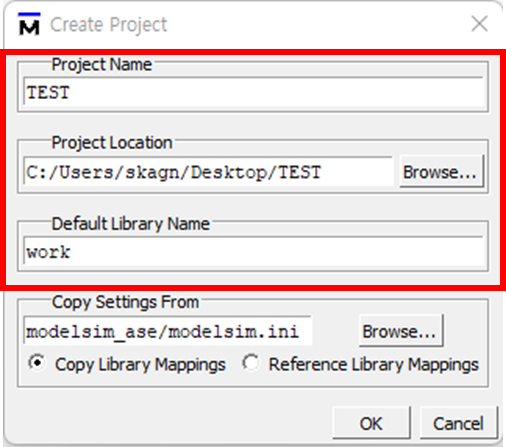 M Create Project
Project Name
TEST
Project Location
C:/Users/skagn/Desktop/TEST
Browse...
Default Library Name
work
Copy Settings From
modelsim_ase/modelsim.ini
Browse...
Copy Library Mappings Reference Library Mappings
OK Cancel